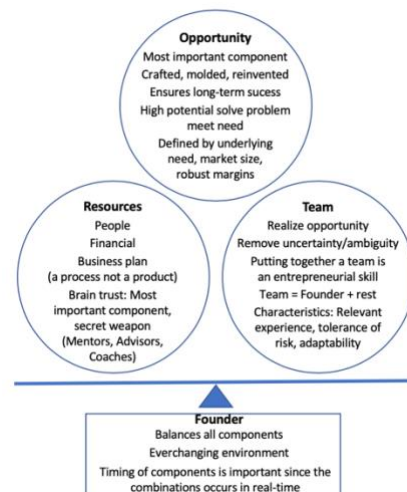 Opportunity
Most important component
Crafted, molded, reinvented
Ensures long-term sucess
High potential solve problem
meet need
Defined by underlying
need, market size,
robust margins
Resources
People
Financial
Business plan
(a process not a product)
Brain trust: Most
important component,
secret weapon
(Mentors, Advisors,
Coaches)
Team
Realize opportunity
Remove uncertainty/ambiguity
Putting together a team is
an entrepreneurial skill
Team = Founder + rest
Characteristics: Relevant
experience, tolerance of
risk, adaptability
Founder
Balances all components
Everchanging environment
Timing of components is important since the
combinations occurs in real-time